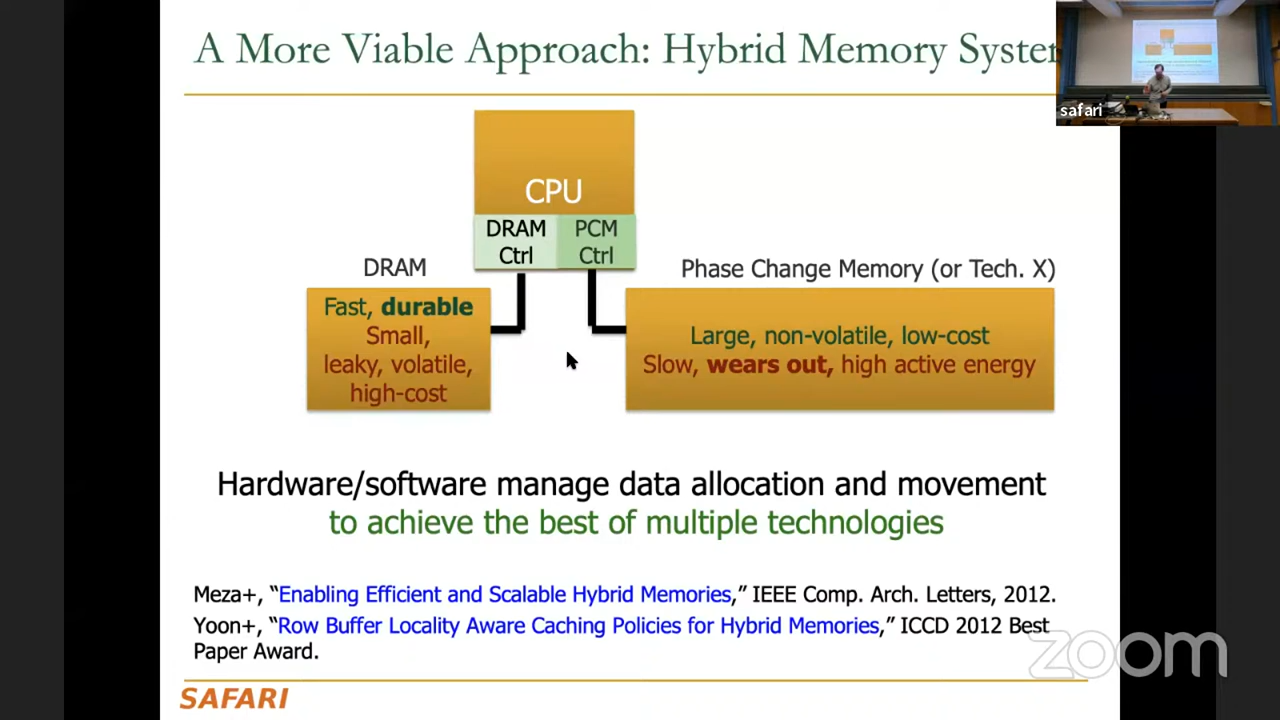 A More Viable Approach: Hybrid Memory System
safari
CPU
DRAM
Ctrl
PCM
Ctrl
DRAM
Phase Change Memory (or Tech. X)
Fast, durable
Small,
leaky, volatile,
high-cost
Large, non-volatile, low-cost
Slow, wears out, high active energy
Hardware/software manage data allocation and movement
to achieve the best of multiple technologies
Meza+, “Enabling Efficient and Scalable Hybrid Memories,” IEEE Comp. Arch. Letters, 2012.
Yoon+, “Row Buffer Locality Aware Caching Policies for Hybrid Memories,” ICCD 2012 Best
Paper Award.
zoom
SAFARI